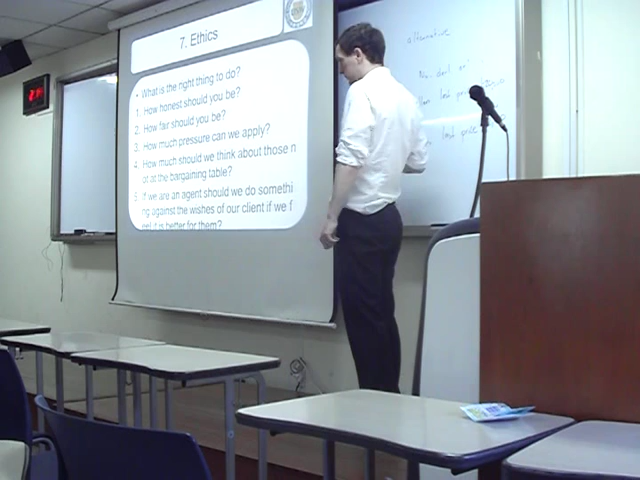 7. Ethics
• What is the right thing to do?
1. How honest should you be?
2. How fair should you be?
3. How much pressure can we apply?
4. How much should we think about those n
ot at the bargaining table?
5. If we are an agent should we do somethi
ng against the wishes of our client if we f
eel it is better for them?
alternative
last
last price